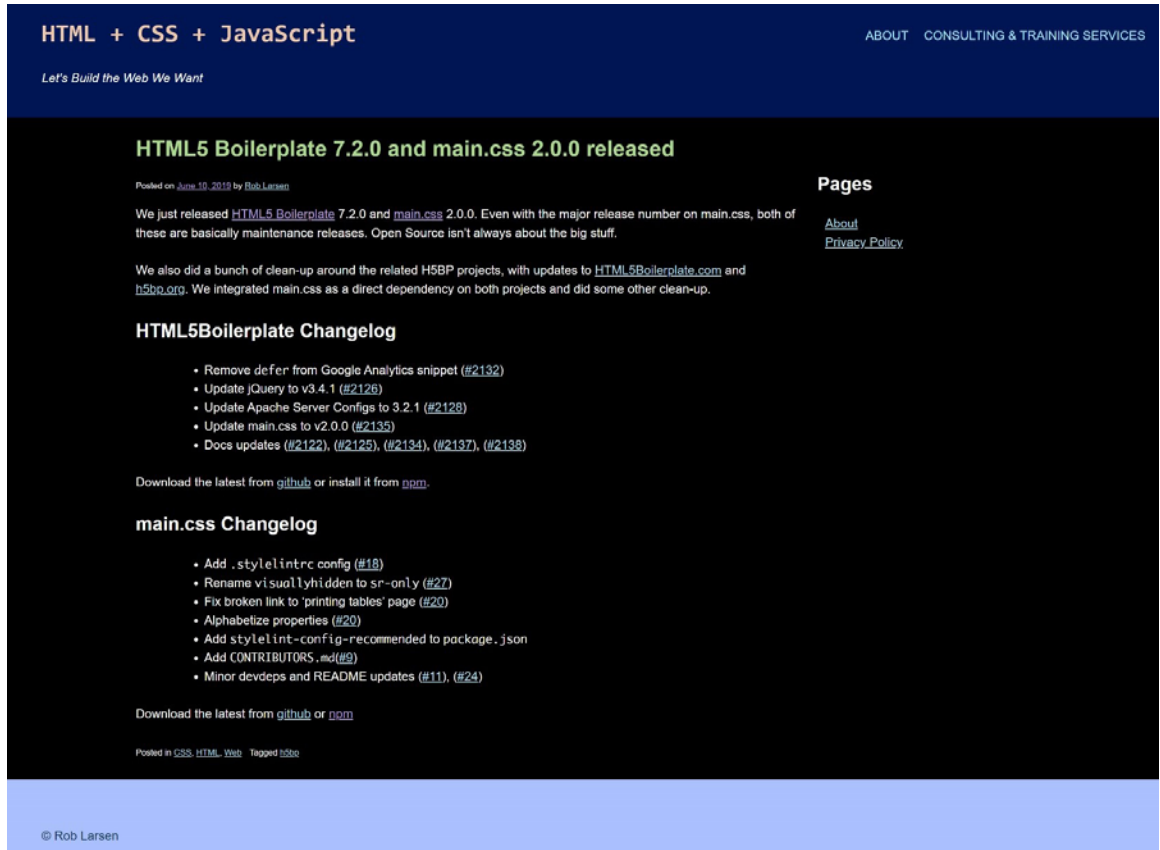 HTML + CSS + JavaScript
ABOUT CONSULTING & TRAINING SERVICES
Let's Build the Web We Want
HTML5 Boilerplate 7.2.0 and main.css 2.0.0 released
Posted on June 10, 2019 by Rob Larsen
We just released HTML5 Boilerplate 7.2.0 and main.css 2.0.0. Even with the major release number on main.css, both of
these are basically maintenance releases. Open Source isn't always about the big stuff.
We also did a bunch of clean-up around the related H5BP projects, with updates to HTML5Boilerplate.com and
h5bp.org. We integrated main.css as a direct dependency on both projects and did some other clean-up.
HTML5Boilerplate Changelog
• Remove defer from Google Analytics snippet (#2132)
• Update jQuery to v3.4.1 (#2126)
• Update Apache Server Configs to 3.2.1 (#2128)
• Update main.css to v2.0.0 (#2135)
• Docs updates (#2122), (#2125), (#2134), (#2137), (#2138)
Download the latest from github or install it from npm.
main.css Changelog
• Add .stylelintrc config (#18)
• Rename visuallyhidden to sr-only (#27)
• Fix broken link to ‘printing tables’ page (#20)
• Alphabetize properties (#20)
• Add stylelint-config-recommended to package.json
• Add CONTRIBUTORS.md(#9)
• Minor devdeps and README updates (#11), (#24)
Download the latest from github or npm
Posted in CSS, HTML, Web Tagged h5bp
Pages
About
Privacy Policy
© Rob Larsen